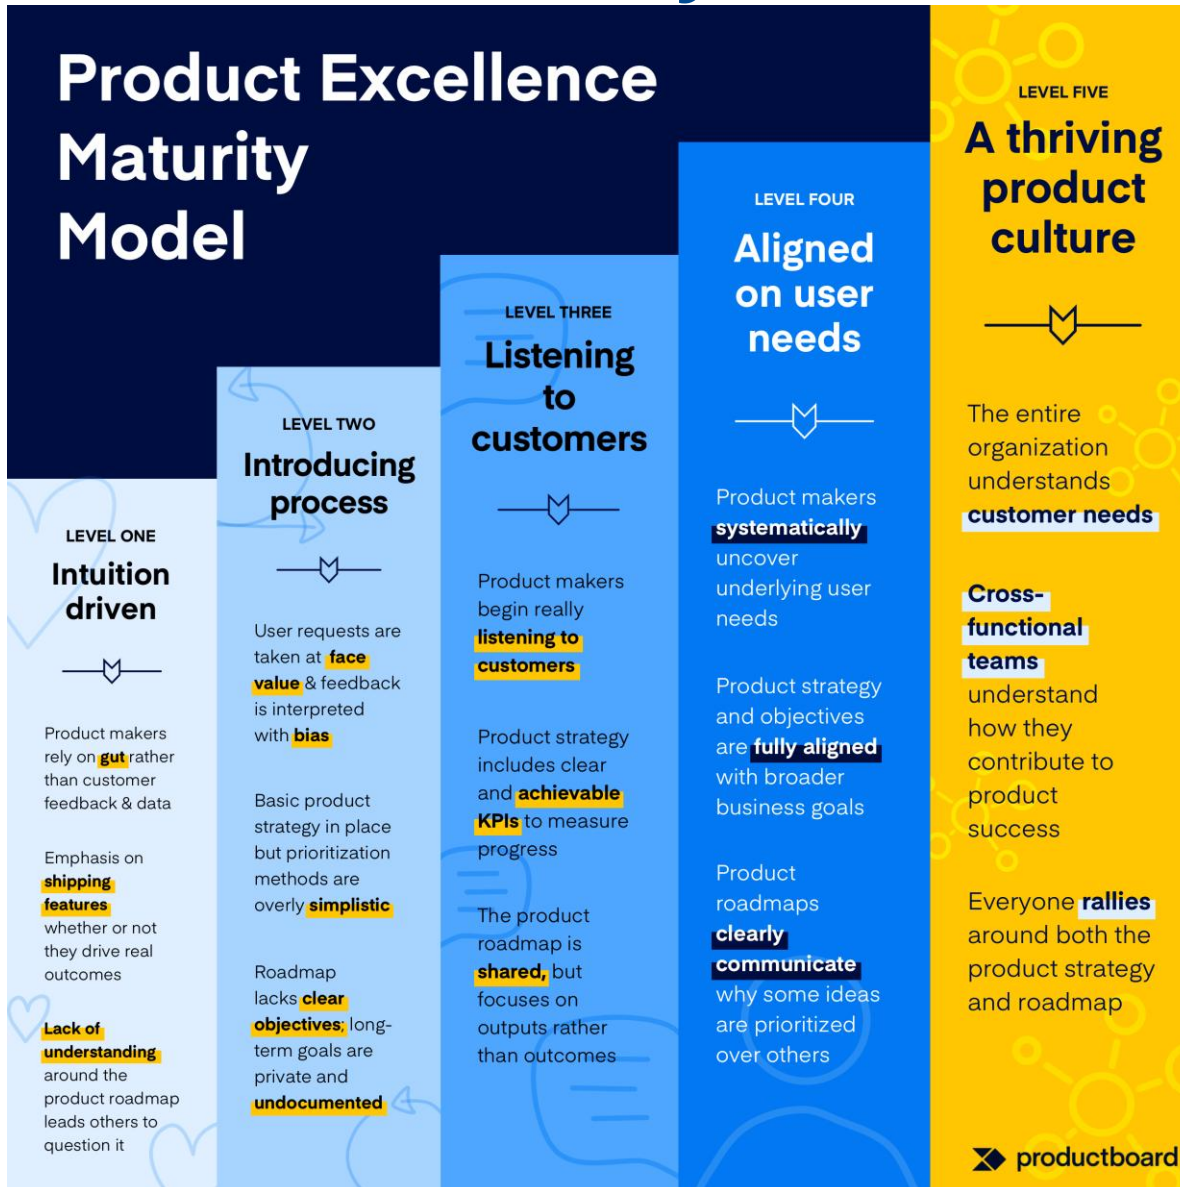 Product Excellence
Maturity
Model
LEVEL ONE
Intuition
driven
Product makers
rely on gut rather
than customer
feedback & data
Emphasis on
shipping
features
whether or not
they drive real
outcomes
Lack of
understanding
around the
product roadmap
leads others to
question it
LEVEL TWO
Introducing
process
User requests are
taken at face
value & feedback
is interpreted
with bias
Basic product
strategy in place
but prioritization
methods are
overly simplistic
Roadmap
lacks clear
objectives; long-
term goals are
private and
undocumented
LEVEL THREE
Listening
to
customers
Product makers
begin really
listening to
customers
Product strategy
includes clear
and achievable
KPIs to measure
progress
The product
roadmap is
shared, but
focuses on
outputs rather
than outcomes
LEVEL FOUR
Aligned
on user
needs
Product makers
systematically
uncover
underlying user
needs
Product strategy
and objectives
are fully aligned
with broader
business goals
Product
roadmaps
clearly
communicate
why some ideas
are prioritized
over others
LEVEL FIVE
A thriving
product
culture
The entire
organization
understands
customer needs
Cross-
functional
teams
understand
how they
contribute to
product
success
Everyone rallies
around both the
product strategy
and roadmap
productboard